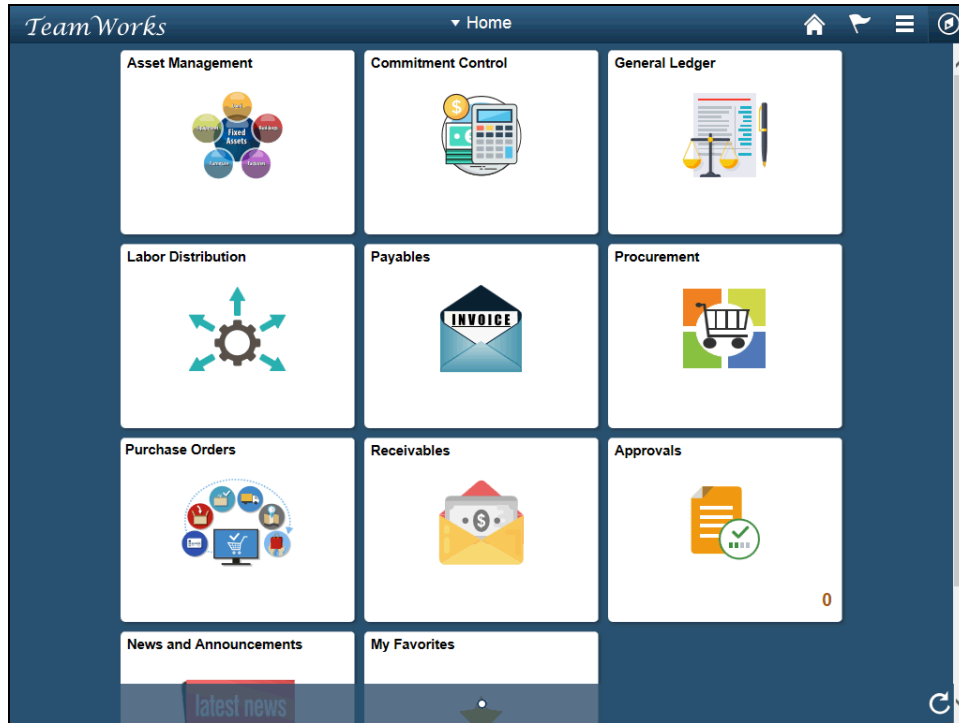 TeamWorks
Home
Asset Management
Commitment Control
General Ledger
Fixed
Assets
Labor Distribution
Payables
Procurement
INVOICE
Purchase Orders
Receivables
Approvals
0
News and Announcements
My Favorites
latest news